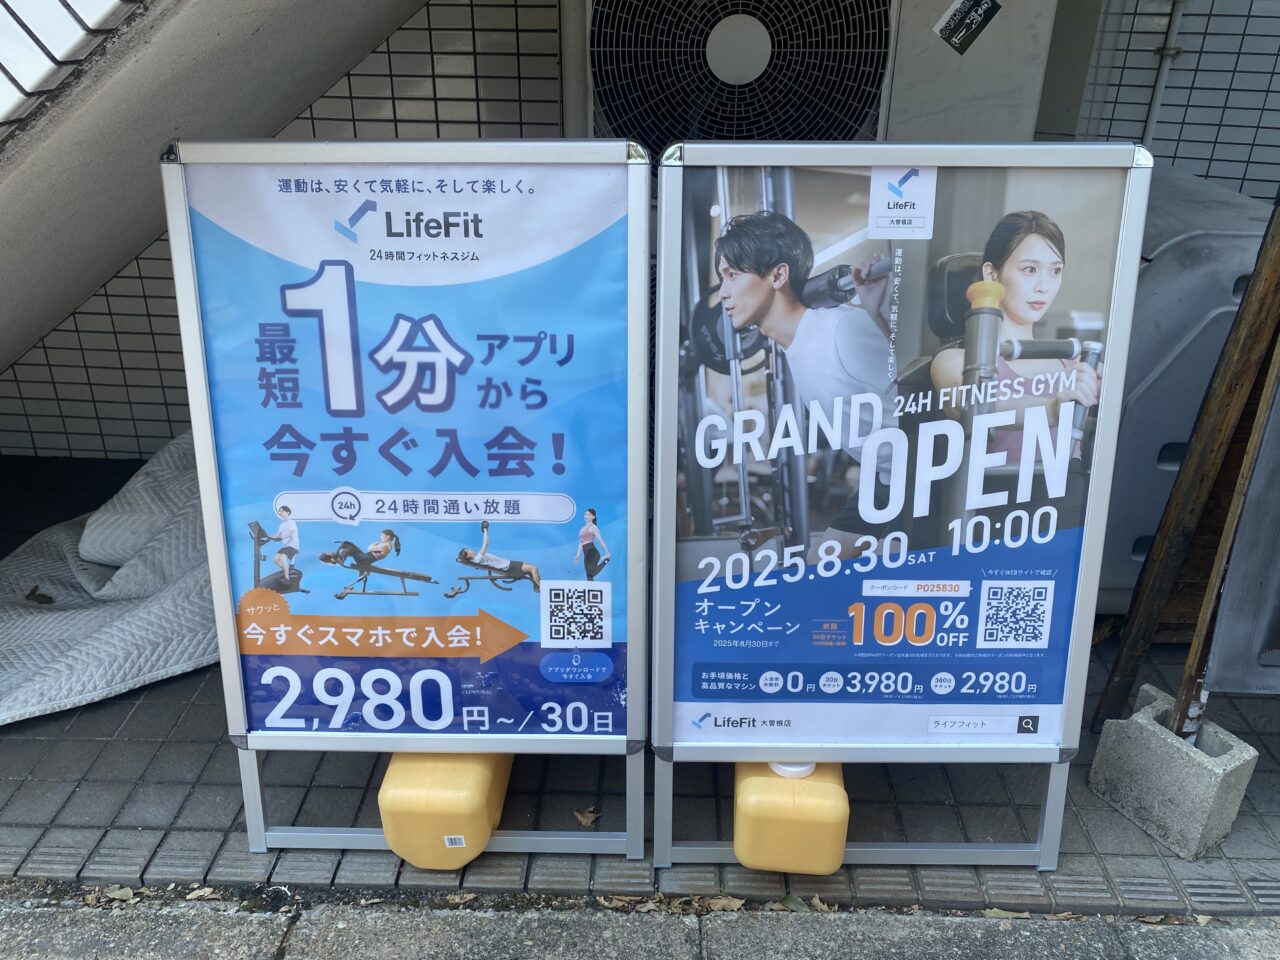 運動は、安くて気軽に、そして楽しく。
LifeFit
24時間フィットネスジム
最短1分アプリから
今すぐ入会！
24h 24時間通い放題
サクッと
今すぐスマホで入会！
アプリダウンロードで
今すぐ入会
2,980円～/30日
LifeFit
大曽根店
運動は、安くて、気軽に、そして楽しく
24H FITNESS GYM
GRAND
OPEN
2025.8.30 SAT 10:00
オープン
キャンペーン
2025年8月30日まで
クーポンコード PO25830
初回
100%OFF
\ 今すぐWEBサイトで確認 /
お手頃価格と
高品質なマシン
入会金
0円
30日チケット 3,980円
360日チケット 2,980円
LifeFit 大曽根店
ライフフィット